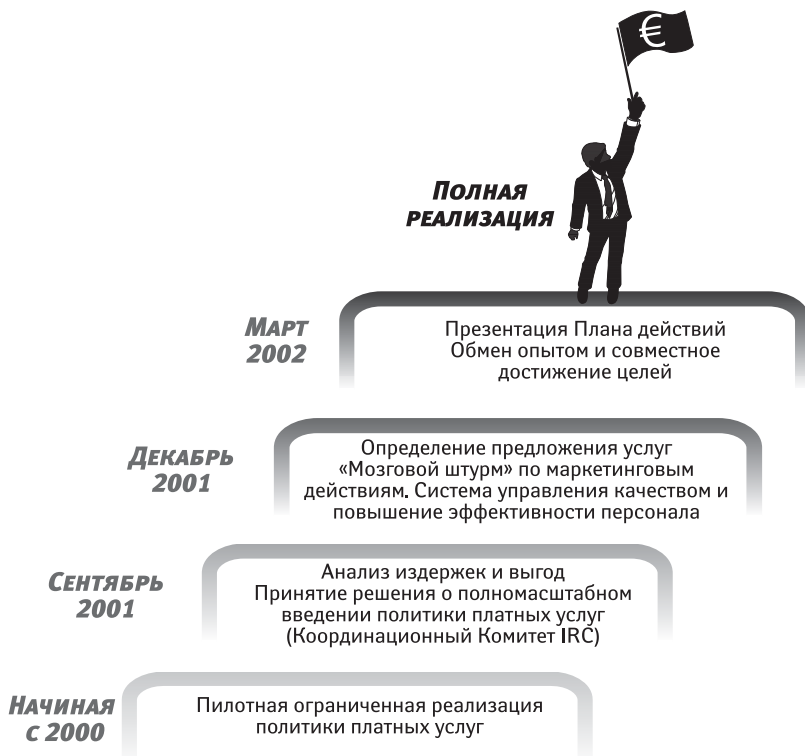 €
ПОЛНАЯ
РЕАЛИЗАЦИЯ
МАРТ
2002
Презентация Плана действий
Обмен опытом и совместное
достижение целей
ДЕКАБРЬ
2001
Определение предложения услуг
«Мозговой штурм» по маркетинговым
действиям. Система управления качеством и
повышение эффективности персонала
СЕНТЯБРЬ
2001
Анализ издержек и выгод
Принятие решения о полномасштабном
введении политики платных услуг
(Координационный Комитет IRC)
НАЧИНАЯ
С 2000
Пилотная ограниченная реализация
политики платных услуг